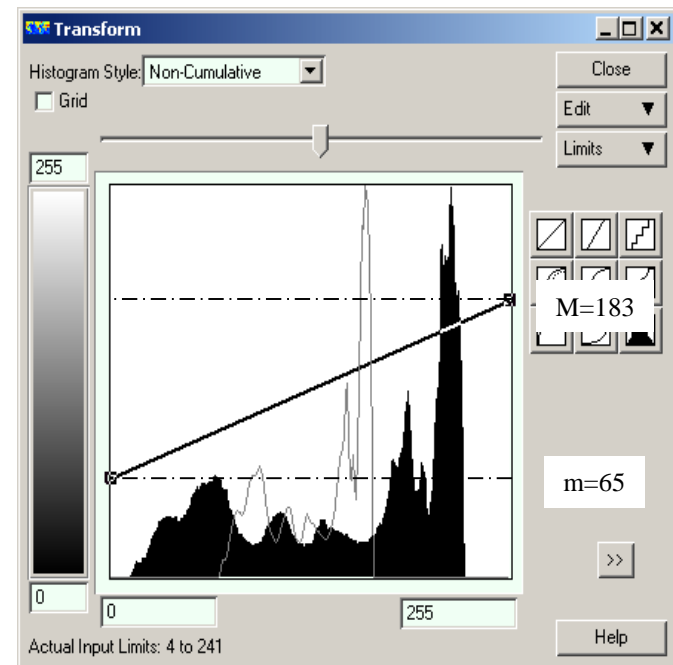 Transform
Histogram Style: Non-Cumulative
Close
Grid
Edit
Limits
255
M=183
m=65
>>
0
0
255
Actual Input Limits: 4 to 241
Help